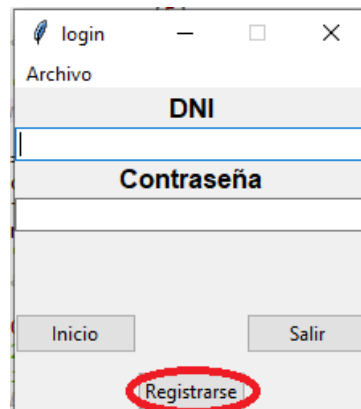 login
Archivo
DNI
Contraseña
Inicio Salir
Registrarse